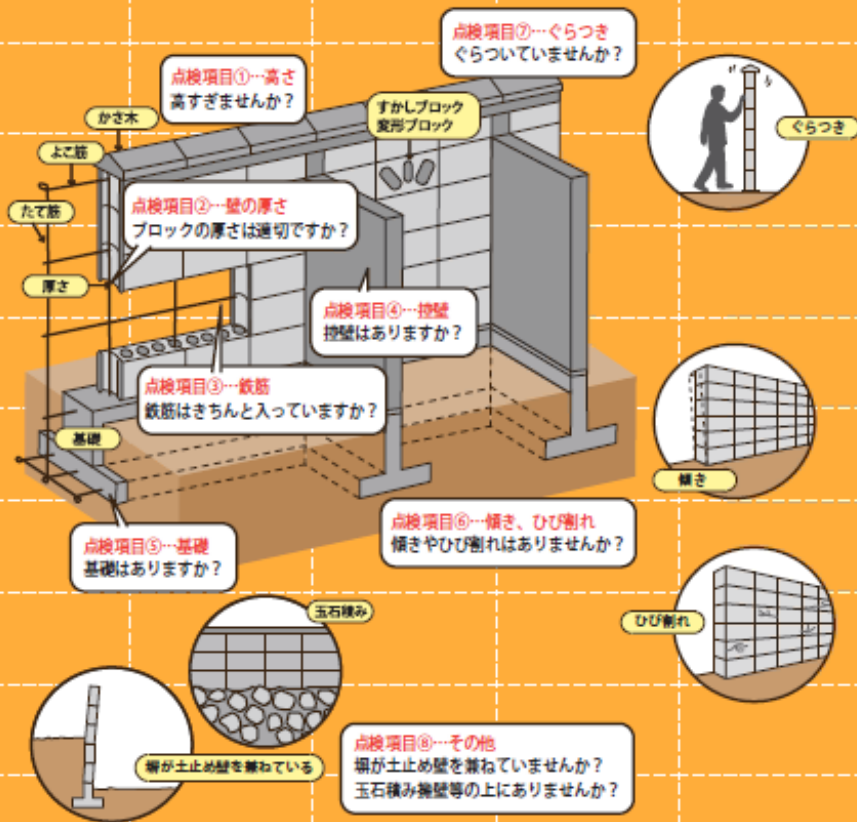 点検項目⑦…ぐらつき
ぐらついていませんか？
点検項目①…高さ
高すぎませんか？
すかしブロック
変形ブロック
かさ木
ぐらつき
よこ筋
点検項目②…壁の厚さ
ブロックの厚さは適切ですか？
たて筋
厚さ
点検項目④…控壁
控壁はありますか？
点検項目③…鉄筋
鉄筋はきちんと入っていますか？
基礎
傾き
点検項目⑥…傾き、ひび割れ
傾きやひび割れはありませんか？
点検項目⑤…基礎
基礎はありますか？
玉石積み
ひび割れ
点検項目⑧…その他
塀が土止め壁を兼ねていませんか？
玉石積み擁壁等の上にありませんか？
塀が土止め壁を兼ねている